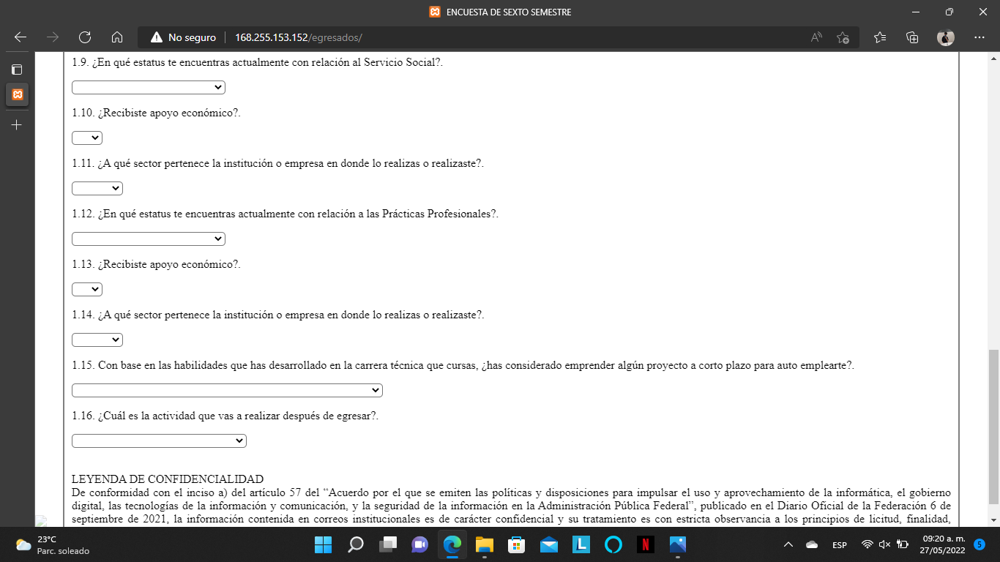 ENCUESTA DE SEXTO SEMESTRE
No seguro
168.255.153.152/egresados/
1.9. ¿En qué estatus te encuentras actualmente con relación al Servicio Social?.
1.10. ¿Recibiste apoyo económico?.
1.11. ¿A qué sector pertenece la institución o empresa en donde lo realizas o realizaste?.
1.12. ¿En qué estatus te encuentras actualmente con relación a las Prácticas Profesionales?.
1.13. ¿Recibiste apoyo económico?.
1.14. ¿A qué sector pertenece la institución o empresa en donde lo realizas o realizaste?.
1.15. Con base en las habilidades que has desarrollado en la carrera técnica que cursas, ¿has considerado emprender algún proyecto a corto plazo para auto emplearte?.
1.16. ¿Cuál es la actividad que vas a realizar después de egresar?.
LEYENDA DE CONFIDENCIALIDAD
De conformidad con el inciso a) del artículo 57 del “Acuerdo por el que se emiten las políticas y disposiciones para impulsar el uso y aprovechamiento de la informática, el gobierno
digital, las tecnologías de la información y comunicación, y la seguridad de la información en la Administración Pública Federal”, publicado en el Diario Oficial de la Federación 6 de
septiembre de 2021, la información contenida en correos institucionales es de carácter confidencial y su tratamiento es con estricta observancia a los principios de licitud, finalidad,
23°C
Parc. soleado
L
N
ESP
09:20 a. m.
27/05/2022
5